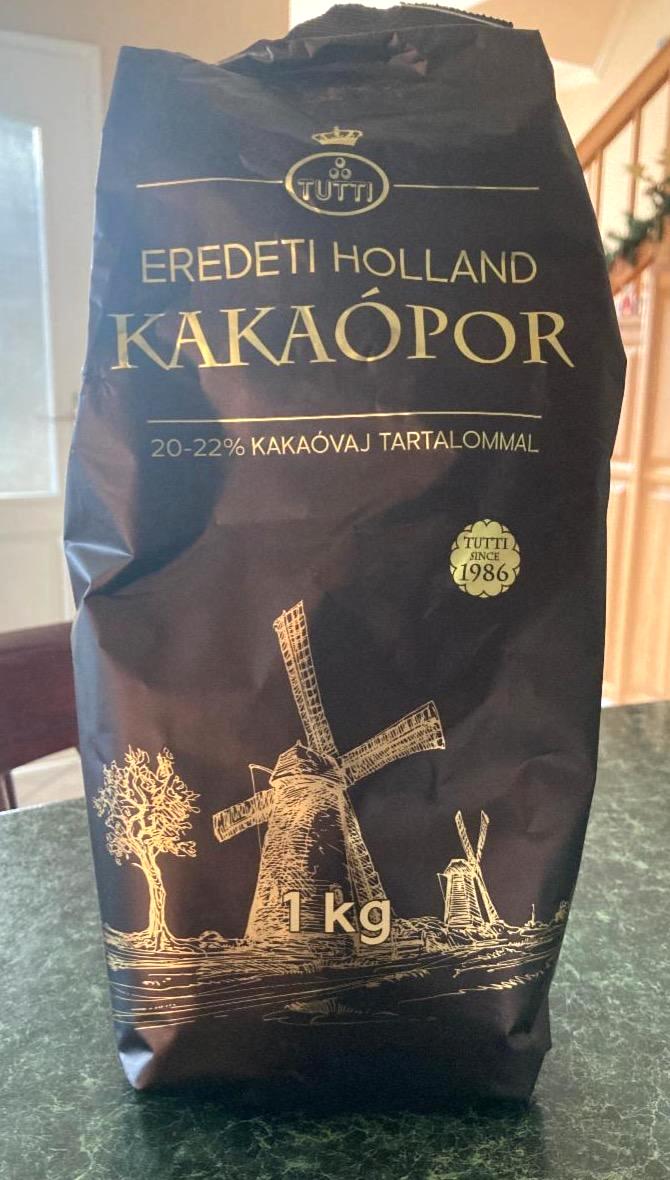 TUTTI
EREDETI HOLLAND
KAKAÓPOR
20-22% KAKAÓVAJ TARTALOMMAL
TUTTI
SINCE
1986
1 kg